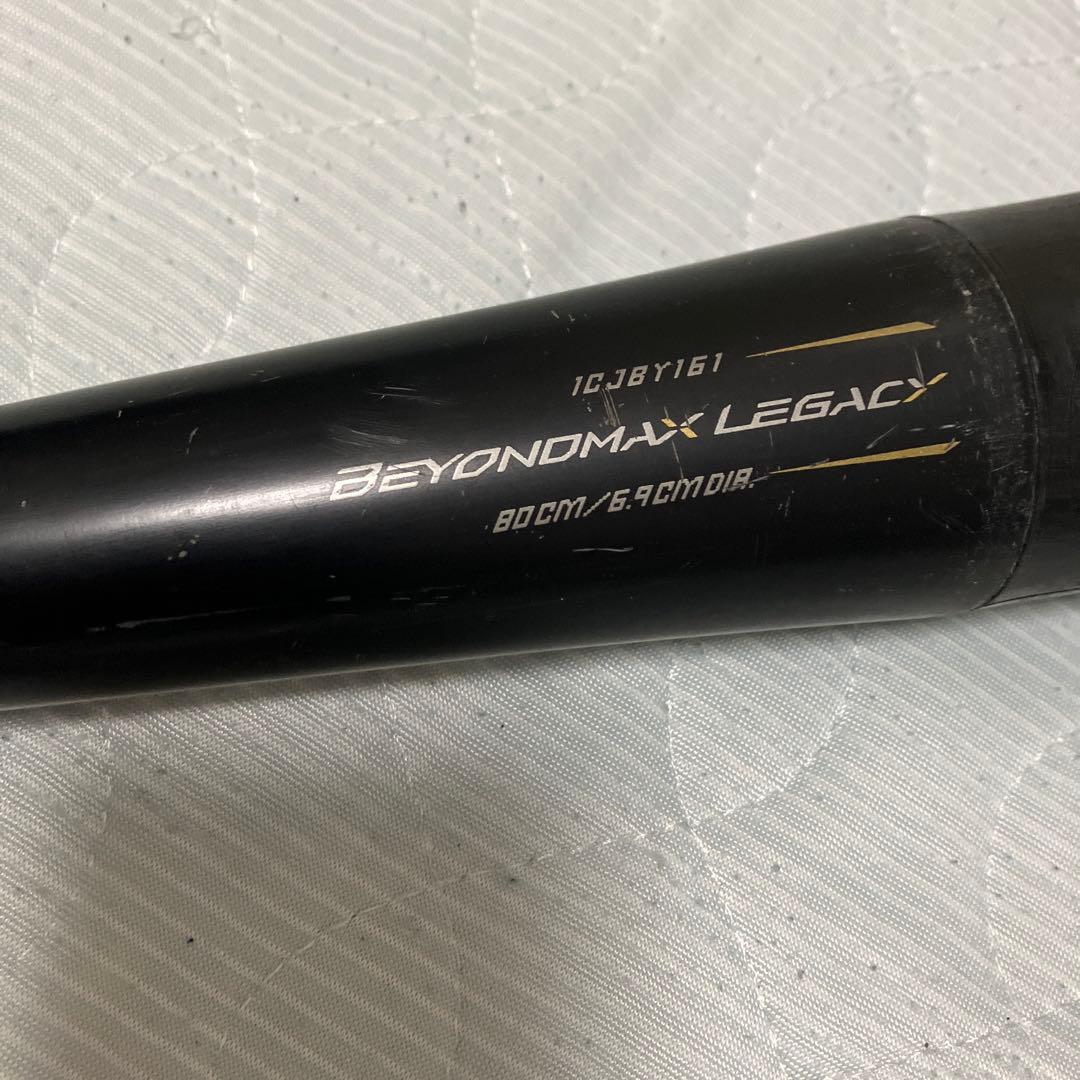 1CJBY161
BEYONDMAX LEGACY
80CM/6.9CM DIA.